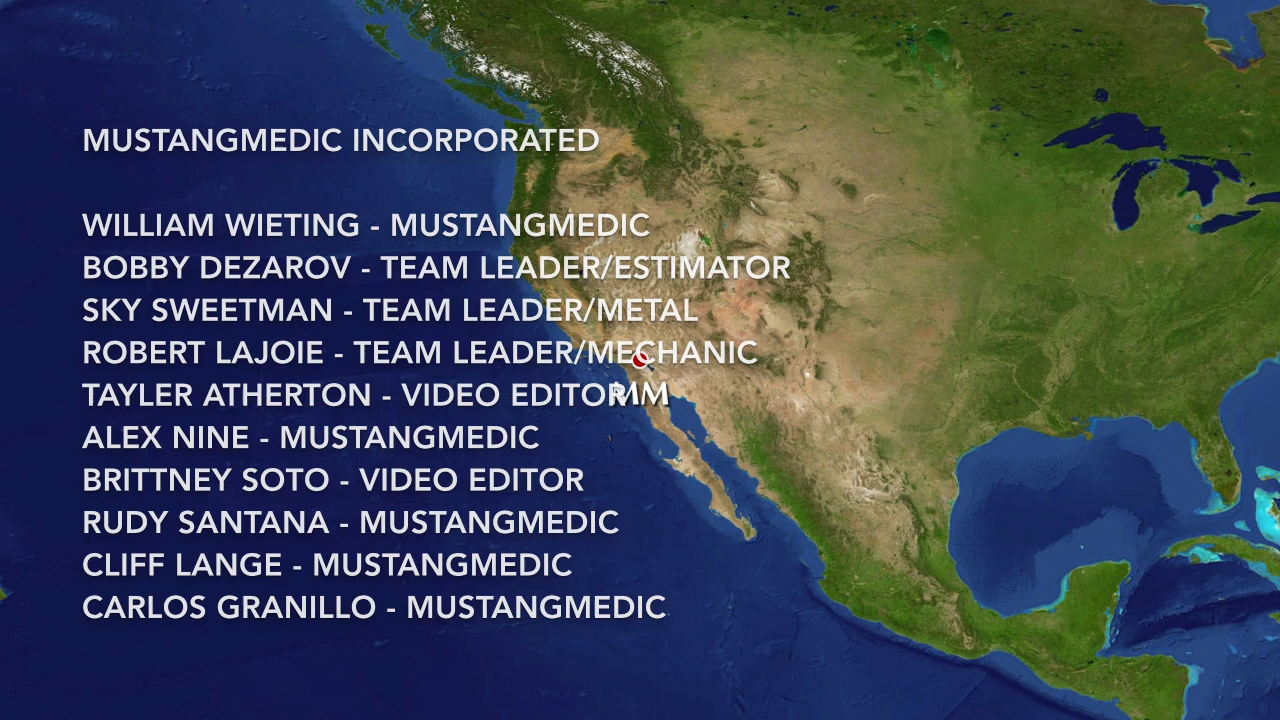 MUSTANGMEDIC INCORPORATED
WILLIAM WIETING - MUSTANGMEDIC
BOBBY DEZAROV - TEAM LEADER/ESTIMATOR
SKY SWEETMAN - TEAM LEADER/METAL
ROBERT LAJOIE - TEAM LEADER/MECHANIC
TAYLER ATHERTON - VIDEO EDITOR
MM
ALEX NINE - MUSTANGMEDIC
BRITTNEY SOTO - VIDEO EDITOR
RUDY SANTANA - MUSTANGMEDIC
CLIFF LANGE - MUSTANGMEDIC
CARLOS GRANILLO - MUSTANGMEDIC